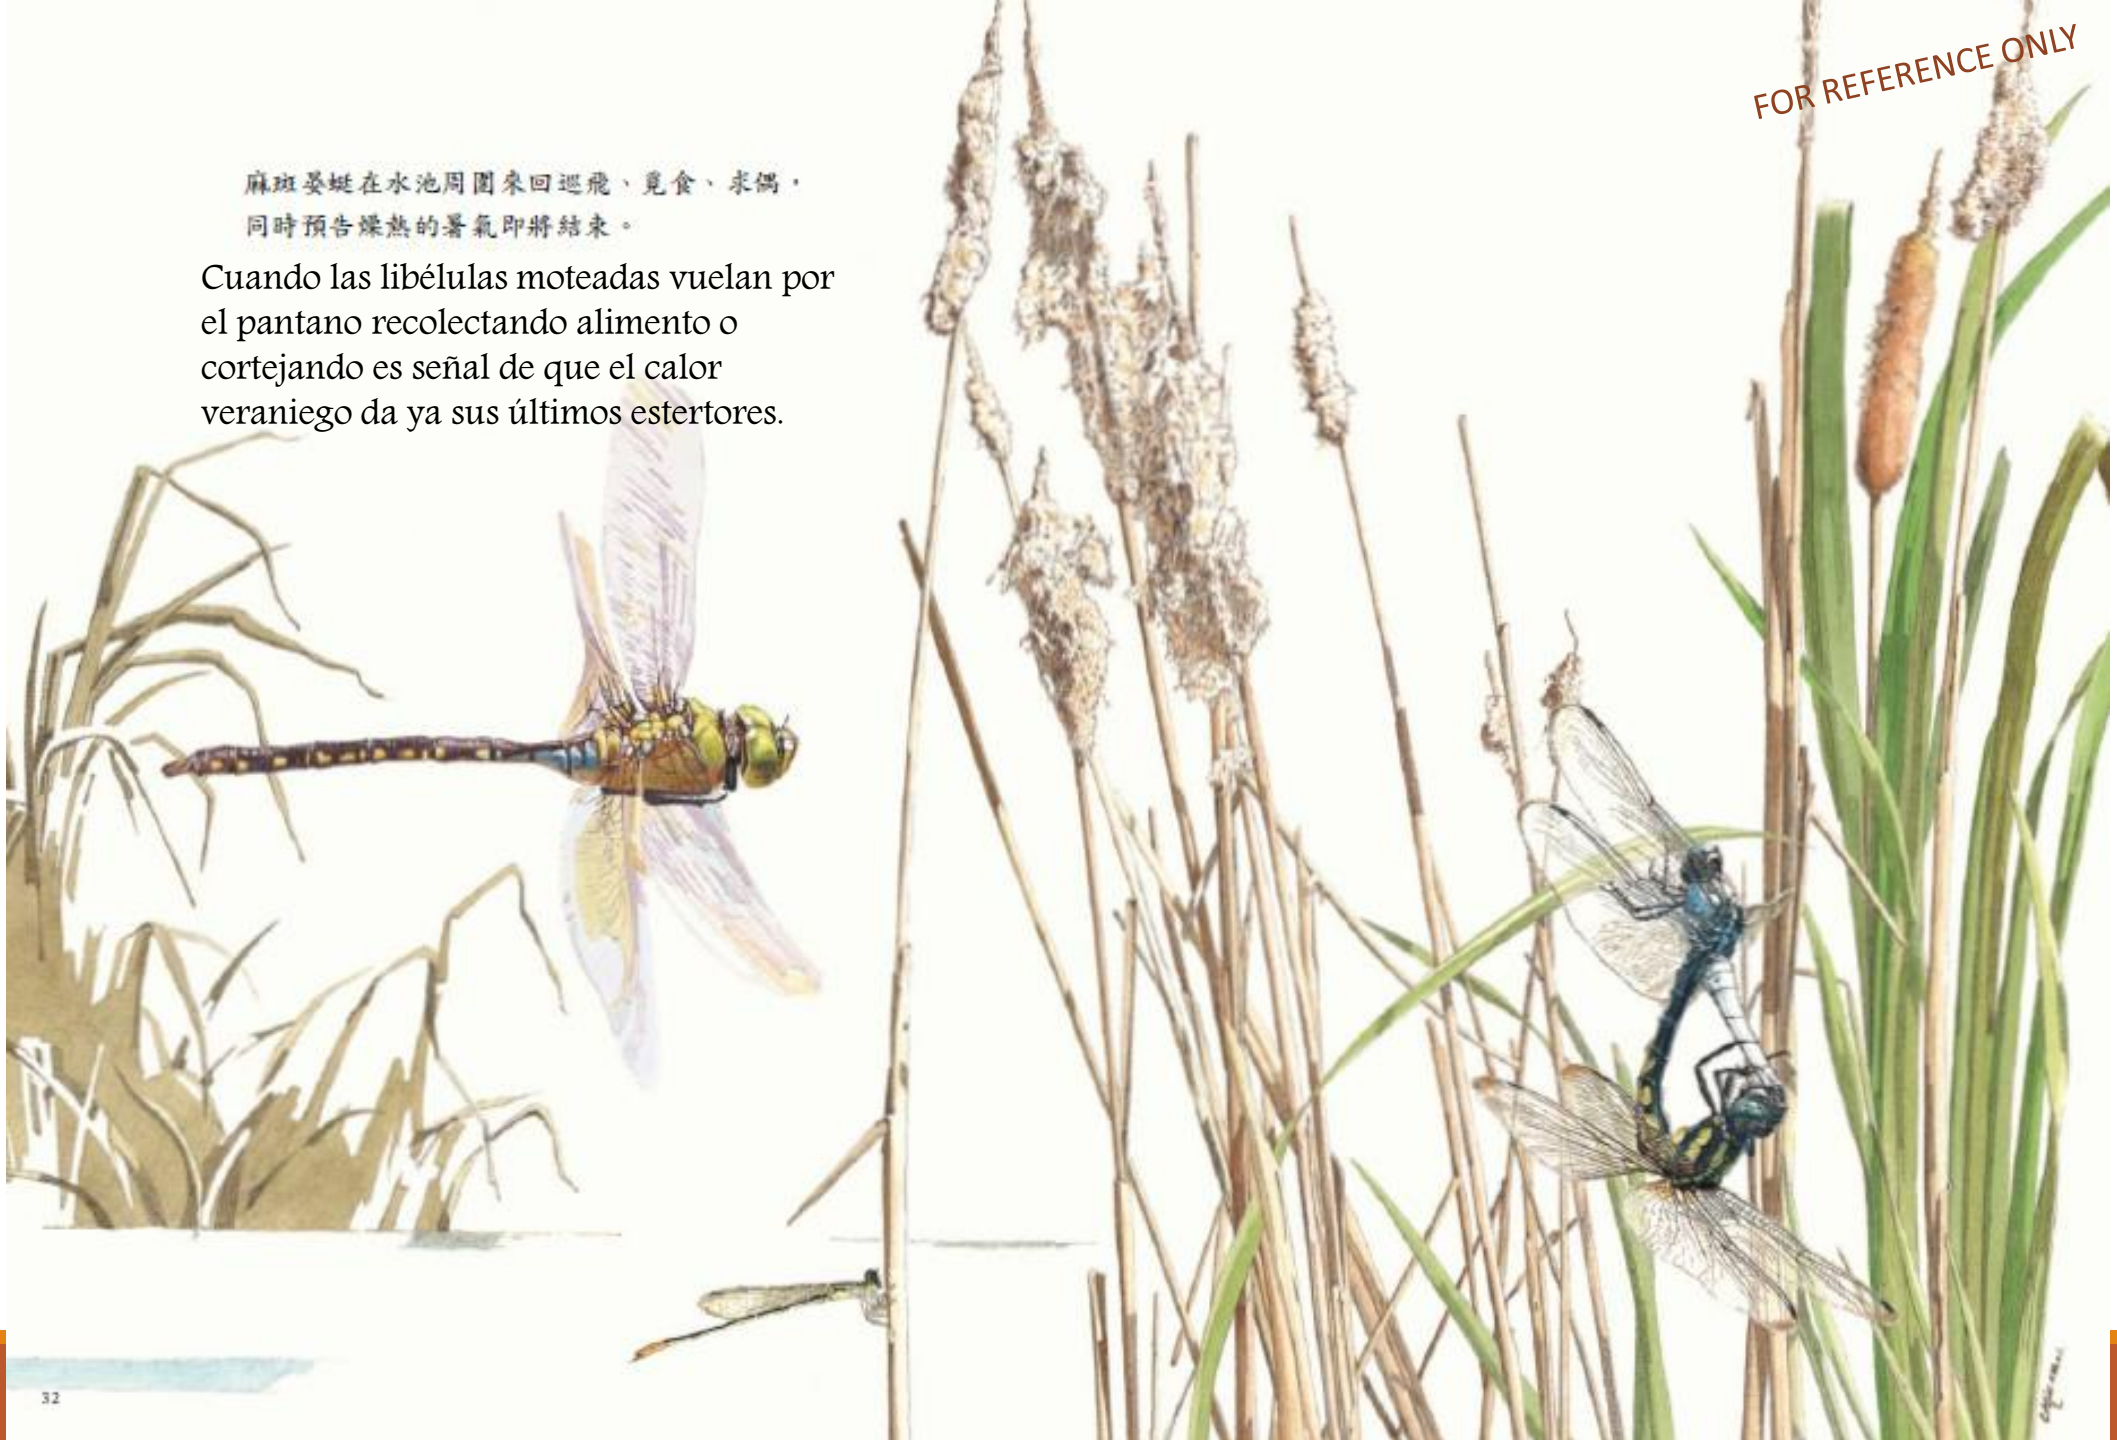 FOR REFERENCE ONLY
麻斑晏蜓在水池周圍來回巡飛、覓食、求偶，
同時預告燥熱的暑氣即將結束。
Cuando las libélulas moteadas vuelan por
el pantano recolectando alimento o
cortejando es señal de que el calor
veraniego da ya sus últimos estertores.
32